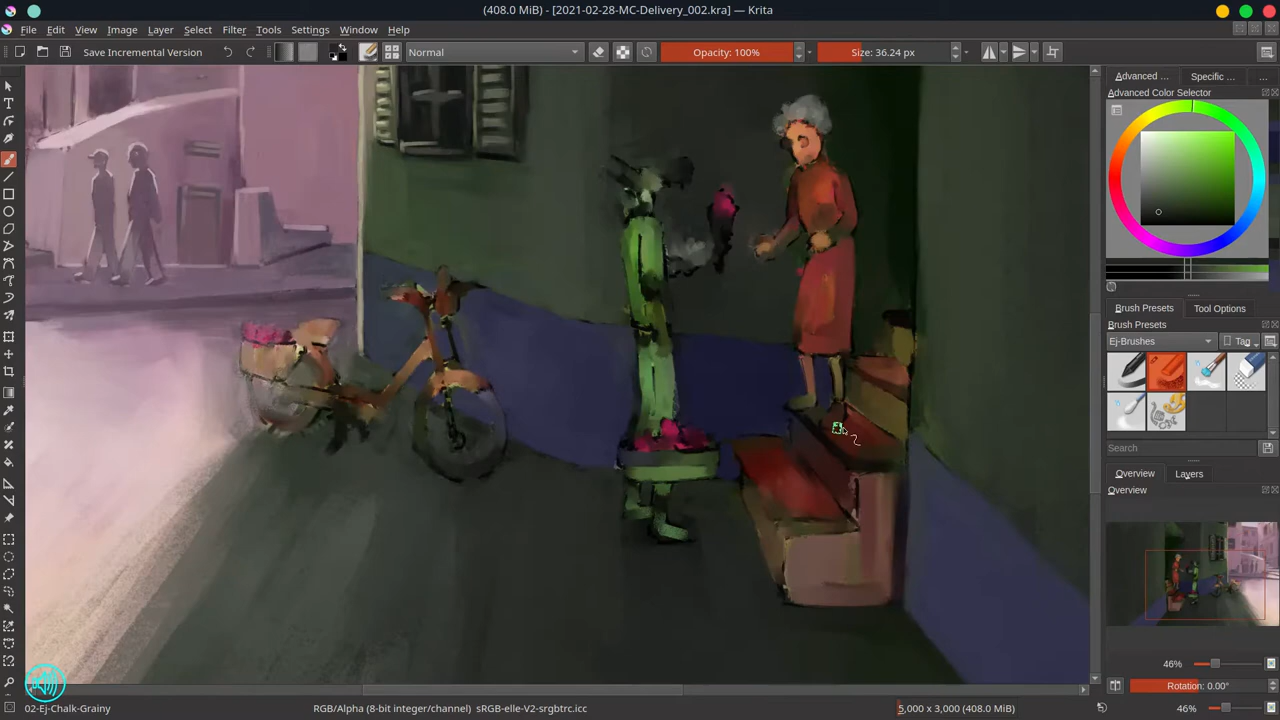 (408.0 MiB) - [2021-02-28-MC-Delivery_002.kra] — Krita
File Edit View Image Layer Select Filter Tools Settings Window Help
Save Incremental Version Normal Opacity: 100% Size: 36.24 px
Advanced ... Specific ... ...
Advanced Color Selector
Brush Presets Tool Options
Brush Presets
Ej-Brushes Tag
Search
Overview Layers
Overview
46%
Rotation: 0.00°
02-Ej-Chalk-Grainy RGB/Alpha (8-bit integer/channel) sRGB-elle-V2-srgbtrc.icc 5,000 x 3,000 (408.0 MiB) 46%